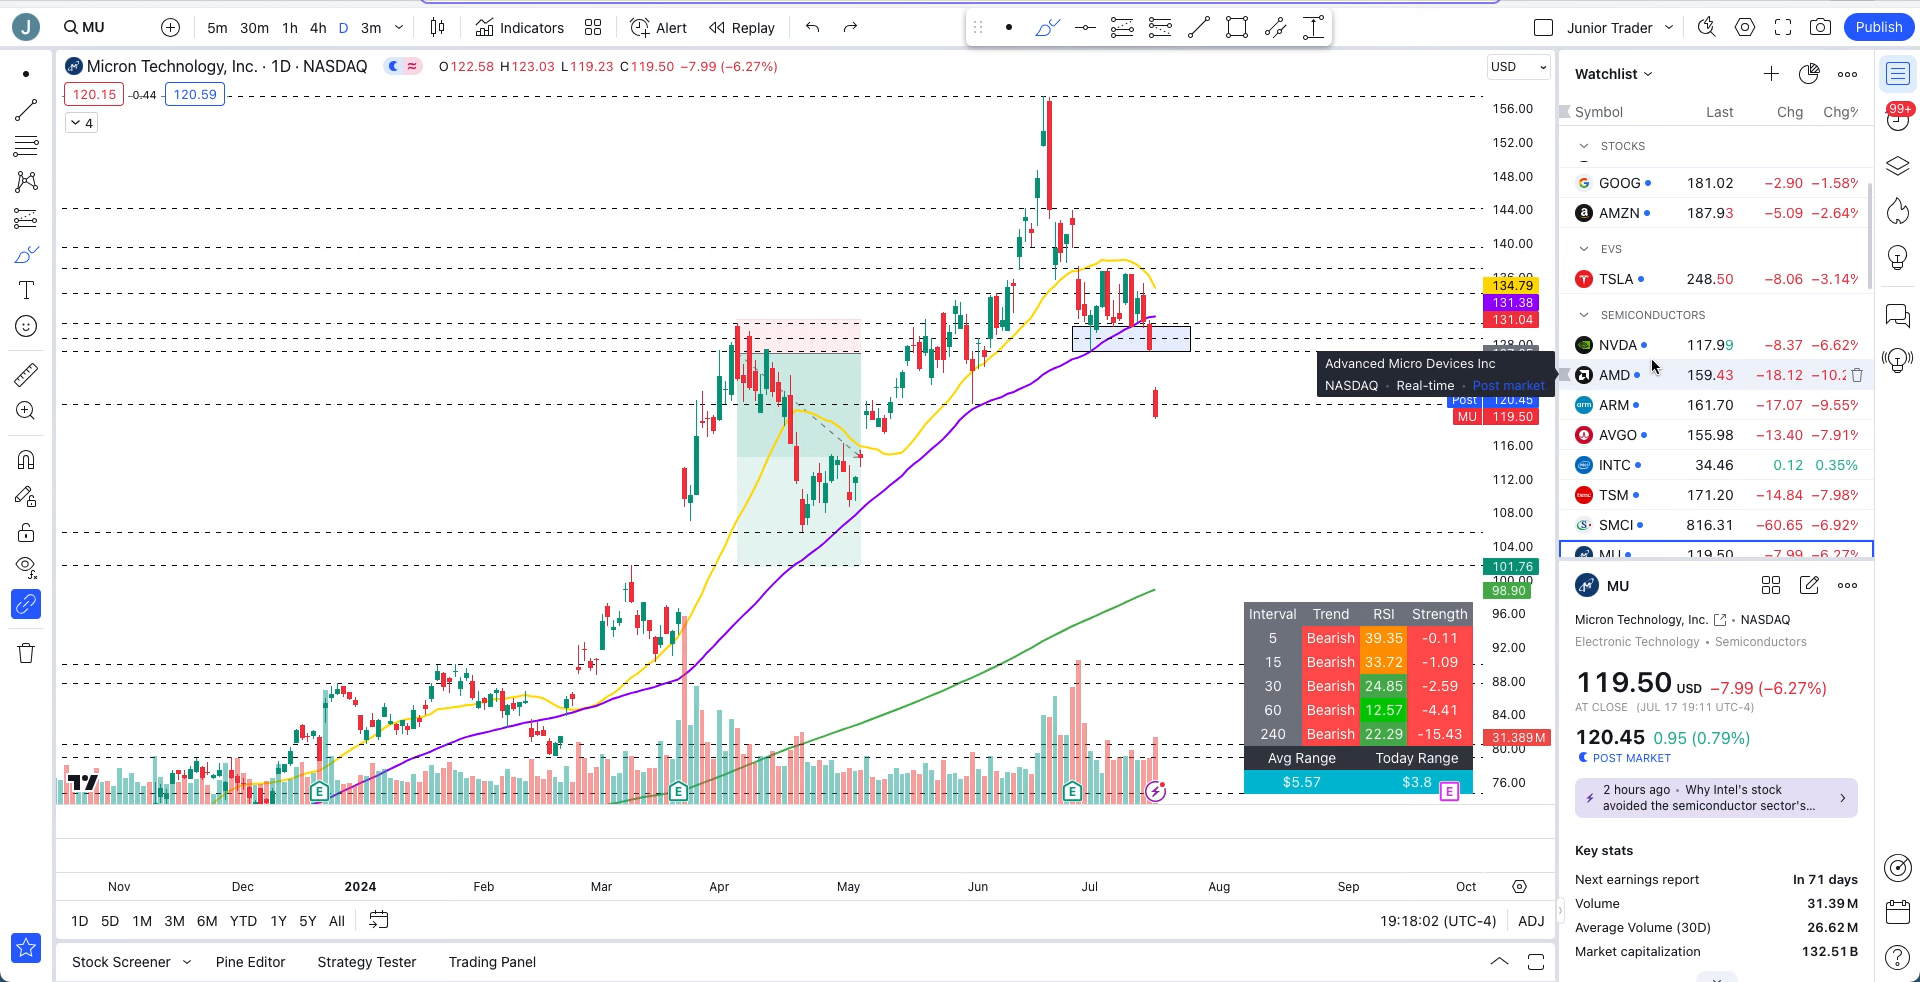 J MU 5m 30m 1h 4h D 3m Indicators Alert Replay Junior Trader Publish
Micron Technology, Inc. · 1D · NASDAQ O122.58 H123.03 L119.23 C119.50 −7.99 (−6.27%) USD
120.15 0.44 120.59
4
156.00
152.00
148.00
144.00
140.00
134.79
131.38
131.04
128.00
Advanced Micro Devices Inc
NASDAQ · Real-time · Post market
Post 120.45
MU 119.50
116.00
112.00
108.00
104.00
101.76
100.00
98.90
96.00
92.00
88.00
84.00
31.389M
80.00
76.00
Interval Trend RSI Strength
5 Bearish 39.35 -0.11
15 Bearish 33.72 -1.09
30 Bearish 24.85 -2.59
60 Bearish 12.57 -4.41
240 Bearish 22.29 -15.43
Avg Range Today Range
$5.57 $3.8
E E E E
Nov Dec 2024 Feb Mar Apr May Jun Jul Aug Sep Oct
1D 5D 1M 3M 6M YTD 1Y 5Y All 19:18:02 (UTC-4) ADJ
Stock Screener Pine Editor Strategy Tester Trading Panel
Watchlist
Symbol Last Chg Chg%
STOCKS
GOOG 181.02 −2.90 −1.58%
AMZN 187.93 −5.09 −2.64%
EVS
TSLA 248.50 −8.06 −3.14%
SEMICONDUCTORS
NVDA 117.99 −8.37 −6.62%
AMD 159.43 −18.12 −10.2
ARM 161.70 −17.07 −9.55%
AVGO 155.98 −13.40 −7.91%
INTC 34.46 0.12 0.35%
TSM 171.20 −14.84 −7.98%
SMCI 816.31 −60.65 −6.92%
MU 119.50 −7.99 −6.27%
MU
Micron Technology, Inc. • NASDAQ
Electronic Technology • Semiconductors
119.50 USD −7.99 (−6.27%)
AT CLOSE (JUL 17 19:11 UTC-4)
120.45 0.95 (0.79%)
POST MARKET
2 hours ago • Why Intel's stock
avoided the semiconductor sector's...
Key stats
Next earnings report In 71 days
Volume 31.39M
Average Volume (30D) 26.62M
Market capitalization 132.51B
99+